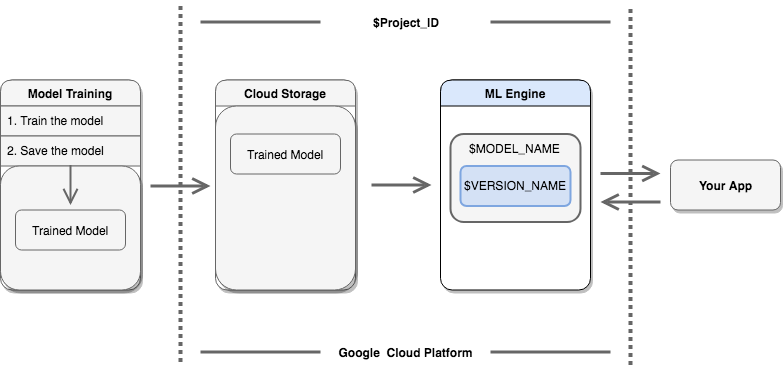 $Project_ID
Model Training
1. Train the model
2. Save the model
Trained Model
Cloud Storage
Trained Model
ML Engine
$MODEL_NAME
$VERSION_NAME
Your App
Google Cloud Platform